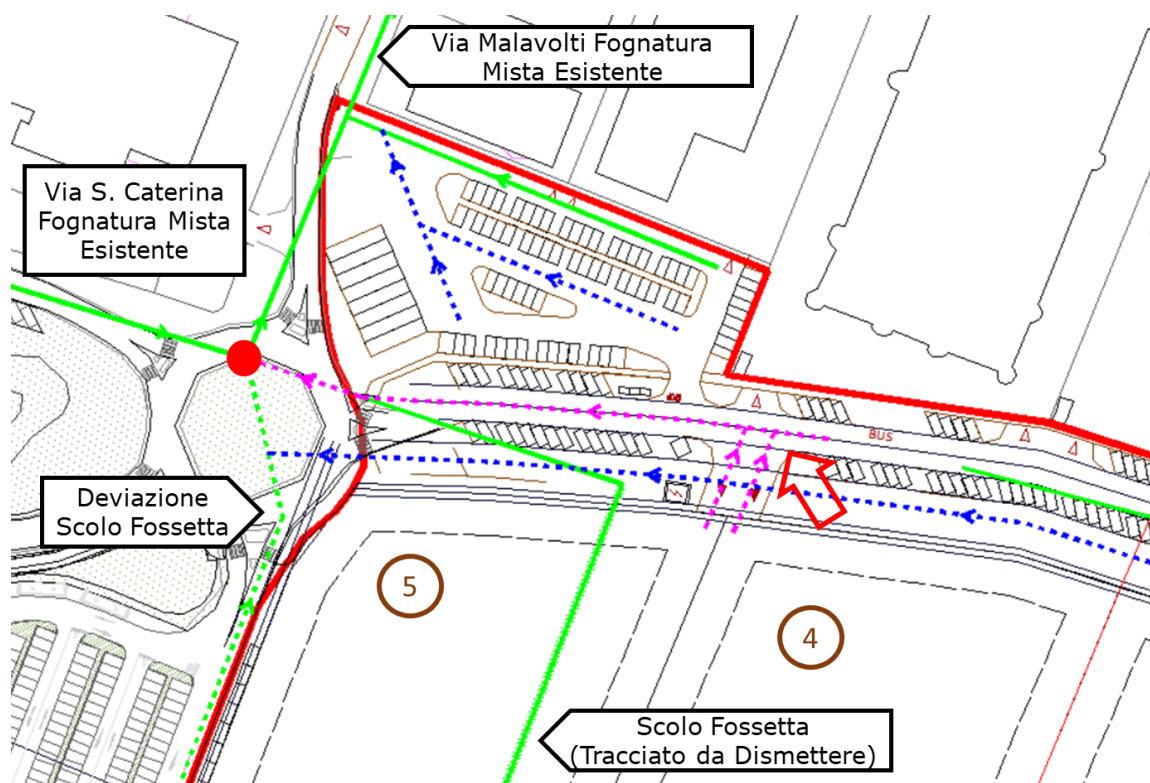 Via Malavolti Fognatura
Mista Esistente
Via S. Caterina
Fognatura Mista
Esistente
BUS
Deviazione
Scolo Fossetta
5
4
Scolo Fossetta
(Tracciato da Dismettere)